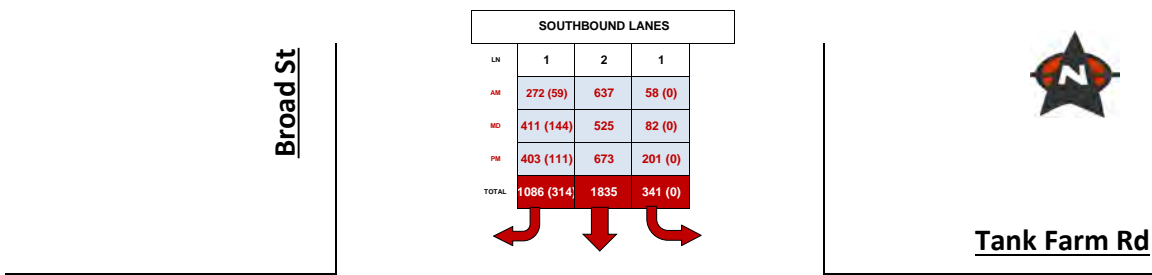 SOUTHBOUND LANES
Broad St
LN 1 2 1
AM 272 (59) 637 58 (0)
MD 411 (144) 525 82 (0)
PM 403 (111) 673 201 (0)
TOTAL 1086 (314) 1835 341 (0)
N
Tank Farm Rd